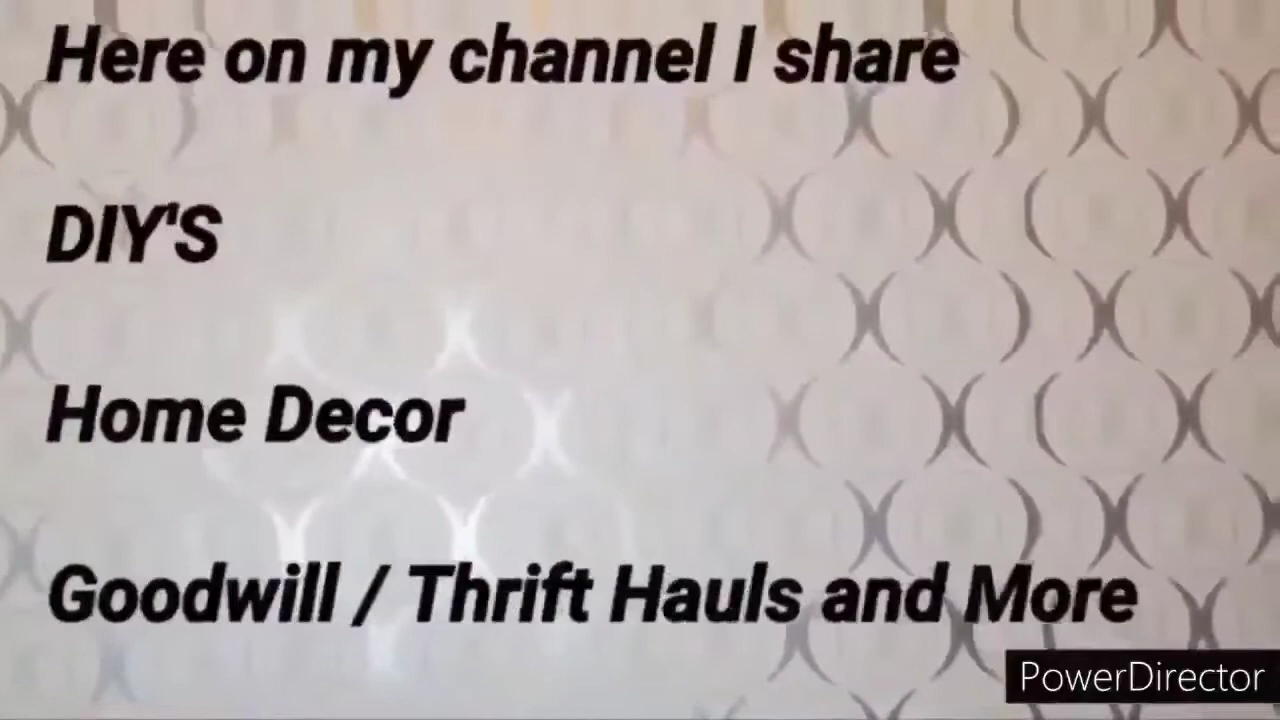 Here on my channel I share
DIY'S
Home Decor
Goodwill / Thrift Hauls and More
PowerDirector